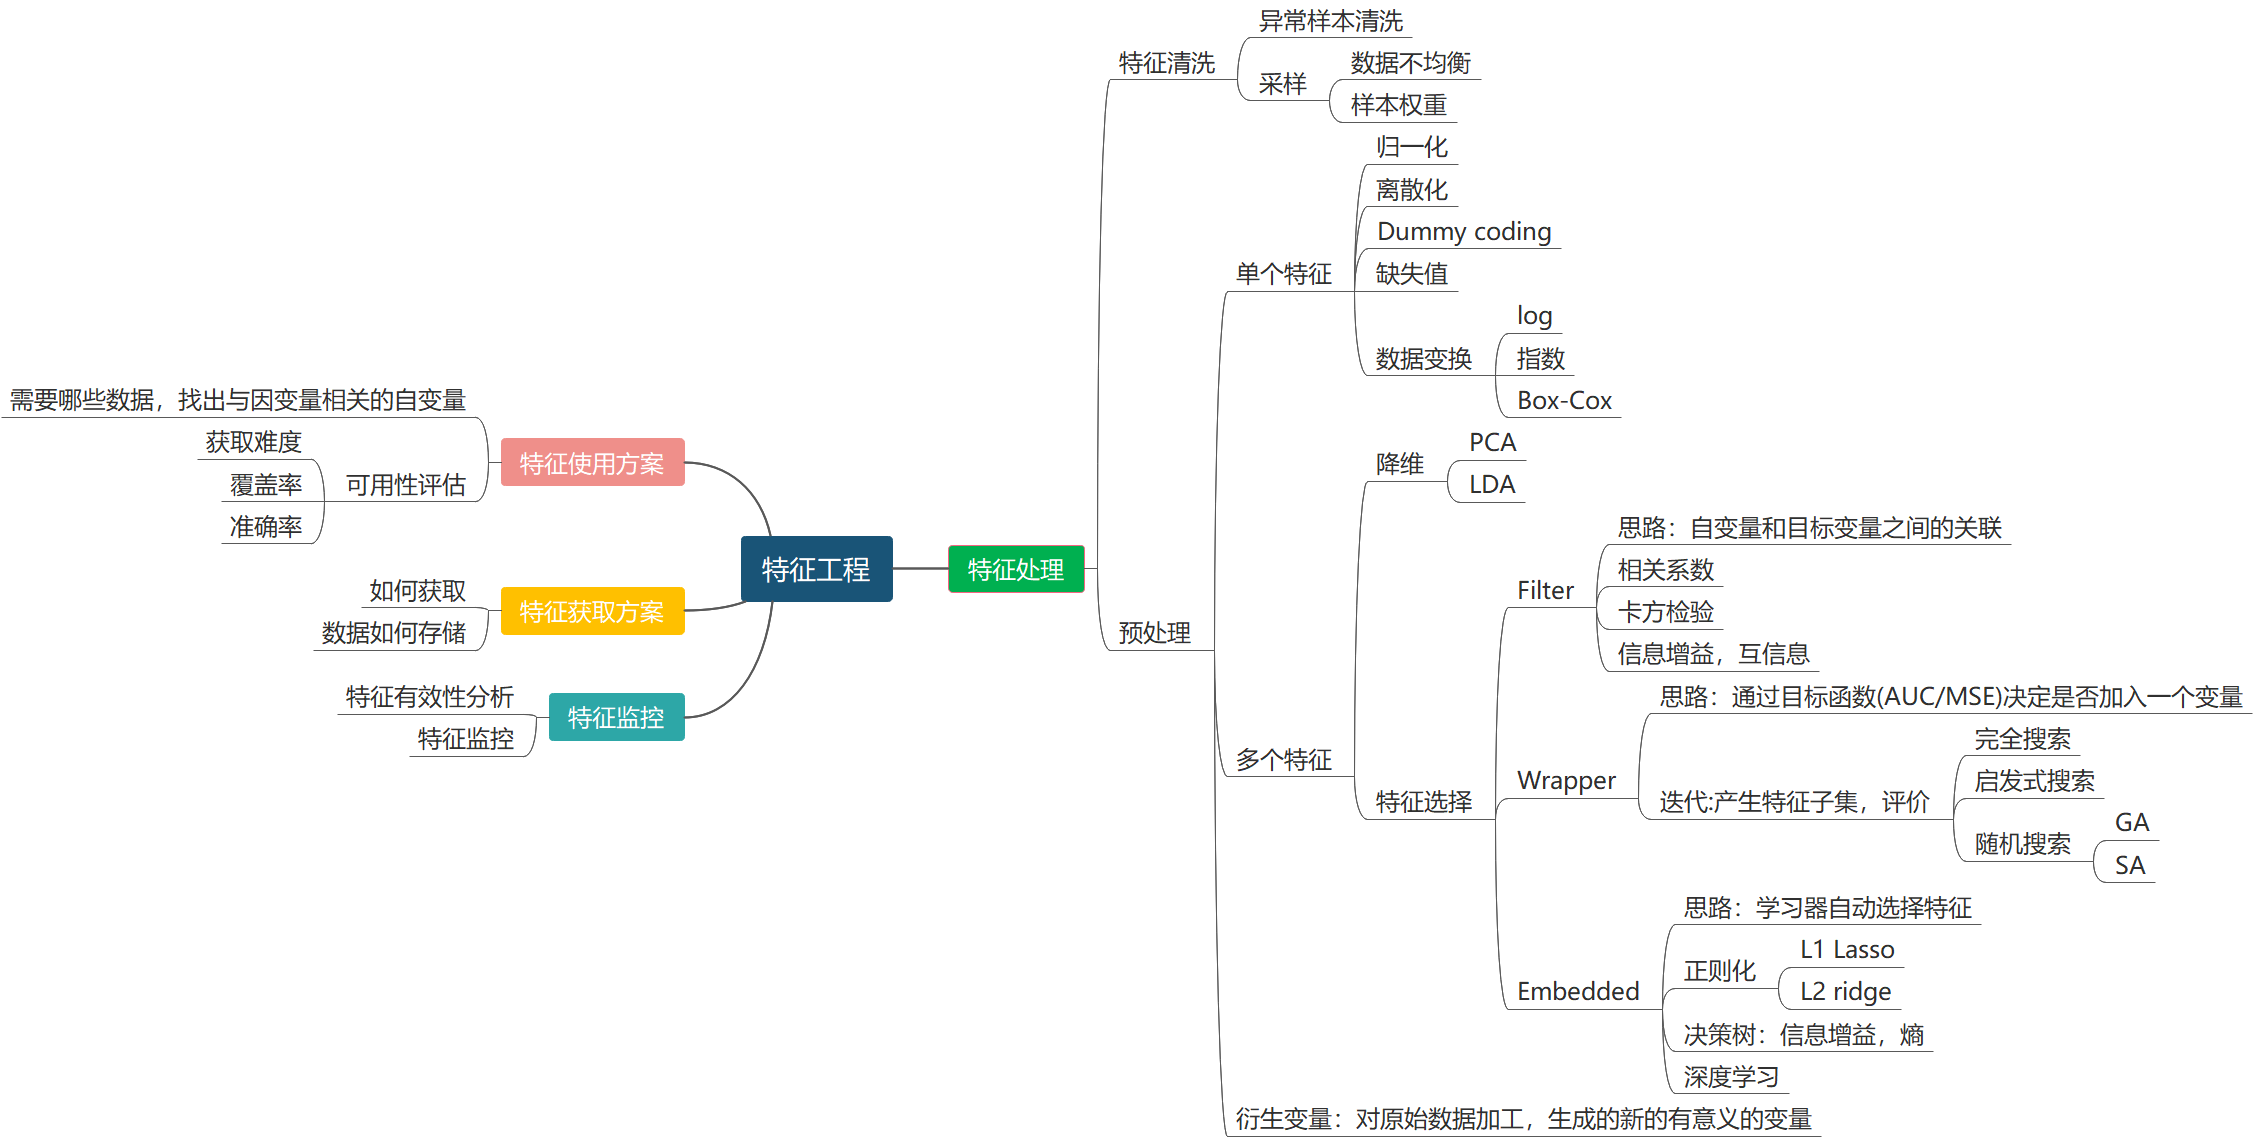 特征工程
特征使用方案
需要哪些数据，找出与因变量相关的自变量
可用性评估
获取难度
覆盖率
准确率
特征获取方案
如何获取
数据如何存储
特征监控
特征有效性分析
特征监控
特征处理
特征清洗
异常样本清洗
采样
数据不均衡
样本权重
预处理
单个特征
归一化
离散化
Dummy coding
缺失值
数据变换
log
指数
Box-Cox
多个特征
降维
PCA
LDA
特征选择
Filter
思路：自变量和目标变量之间的关联
相关系数
卡方检验
信息增益，互信息
Wrapper
思路：通过目标函数(AUC/MSE)决定是否加入一个变量
迭代:产生特征子集，评价
完全搜索
启发式搜索
随机搜索
GA
SA
Embedded
思路：学习器自动选择特征
正则化
L1 Lasso
L2 ridge
决策树：信息增益，熵
深度学习
衍生变量：对原始数据加工，生成的新的有意义的变量